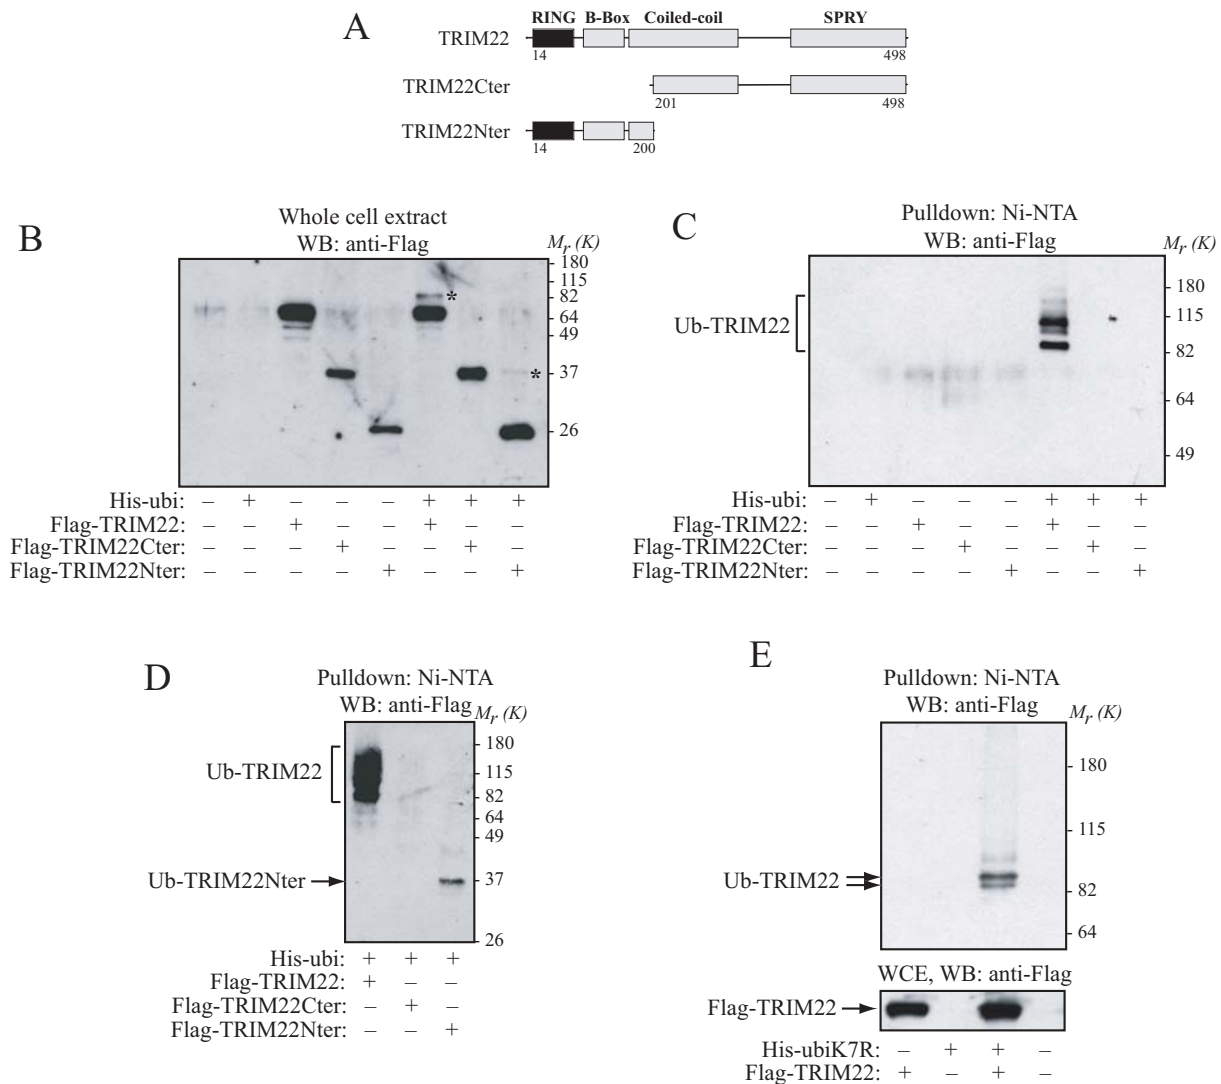 A
RING B-Box Coiled-coil SPRY
TRIM22
14 498
TRIM22Cter
201 498
TRIM22Nter
14 200
B
Whole cell extract
WB: anti-Flag
Mr (K)
180
115
82
*
64
49
37
*
26
His-ubi: – + – – – + + +
Flag-TRIM22: – – + – – + – –
Flag-TRIM22Cter: – – – + – – + –
Flag-TRIM22Nter: – – – – + – – +
C
Pulldown: Ni-NTA
WB: anti-Flag
Mr (K)
180
Ub-TRIM22
115
82
64
49
His-ubi: – + – – – + + +
Flag-TRIM22: – – + – – + – –
Flag-TRIM22Cter: – – – + – – + –
Flag-TRIM22Nter: – – – – + – – +
D
Pulldown: Ni-NTA
WB: anti-Flag
Mr (K)
180
Ub-TRIM22
115
82
64
49
Ub-TRIM22Nter
37
26
His-ubi: + + +
Flag-TRIM22: + – –
Flag-TRIM22Cter: – + –
Flag-TRIM22Nter: – – +
E
Pulldown: Ni-NTA
WB: anti-Flag
Mr (K)
180
115
Ub-TRIM22
82
64
WCE, WB: anti-Flag
Flag-TRIM22
His-ubiK7R: – + + –
Flag-TRIM22: + – + –